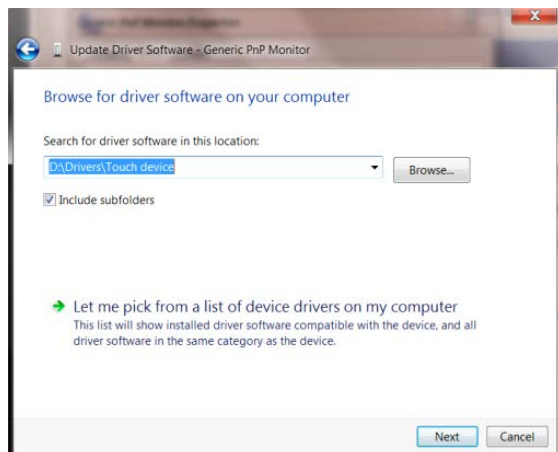 Update Driver Software - Generic PnP Monitor
Browse for driver software on your computer
Search for driver software in this location:
D:\Drivers\Touch device
Browse...
Include subfolders
Let me pick from a list of device drivers on my computer
This list will show installed driver software compatible with the device, and all
driver software in the same category as the device.
Next
Cancel